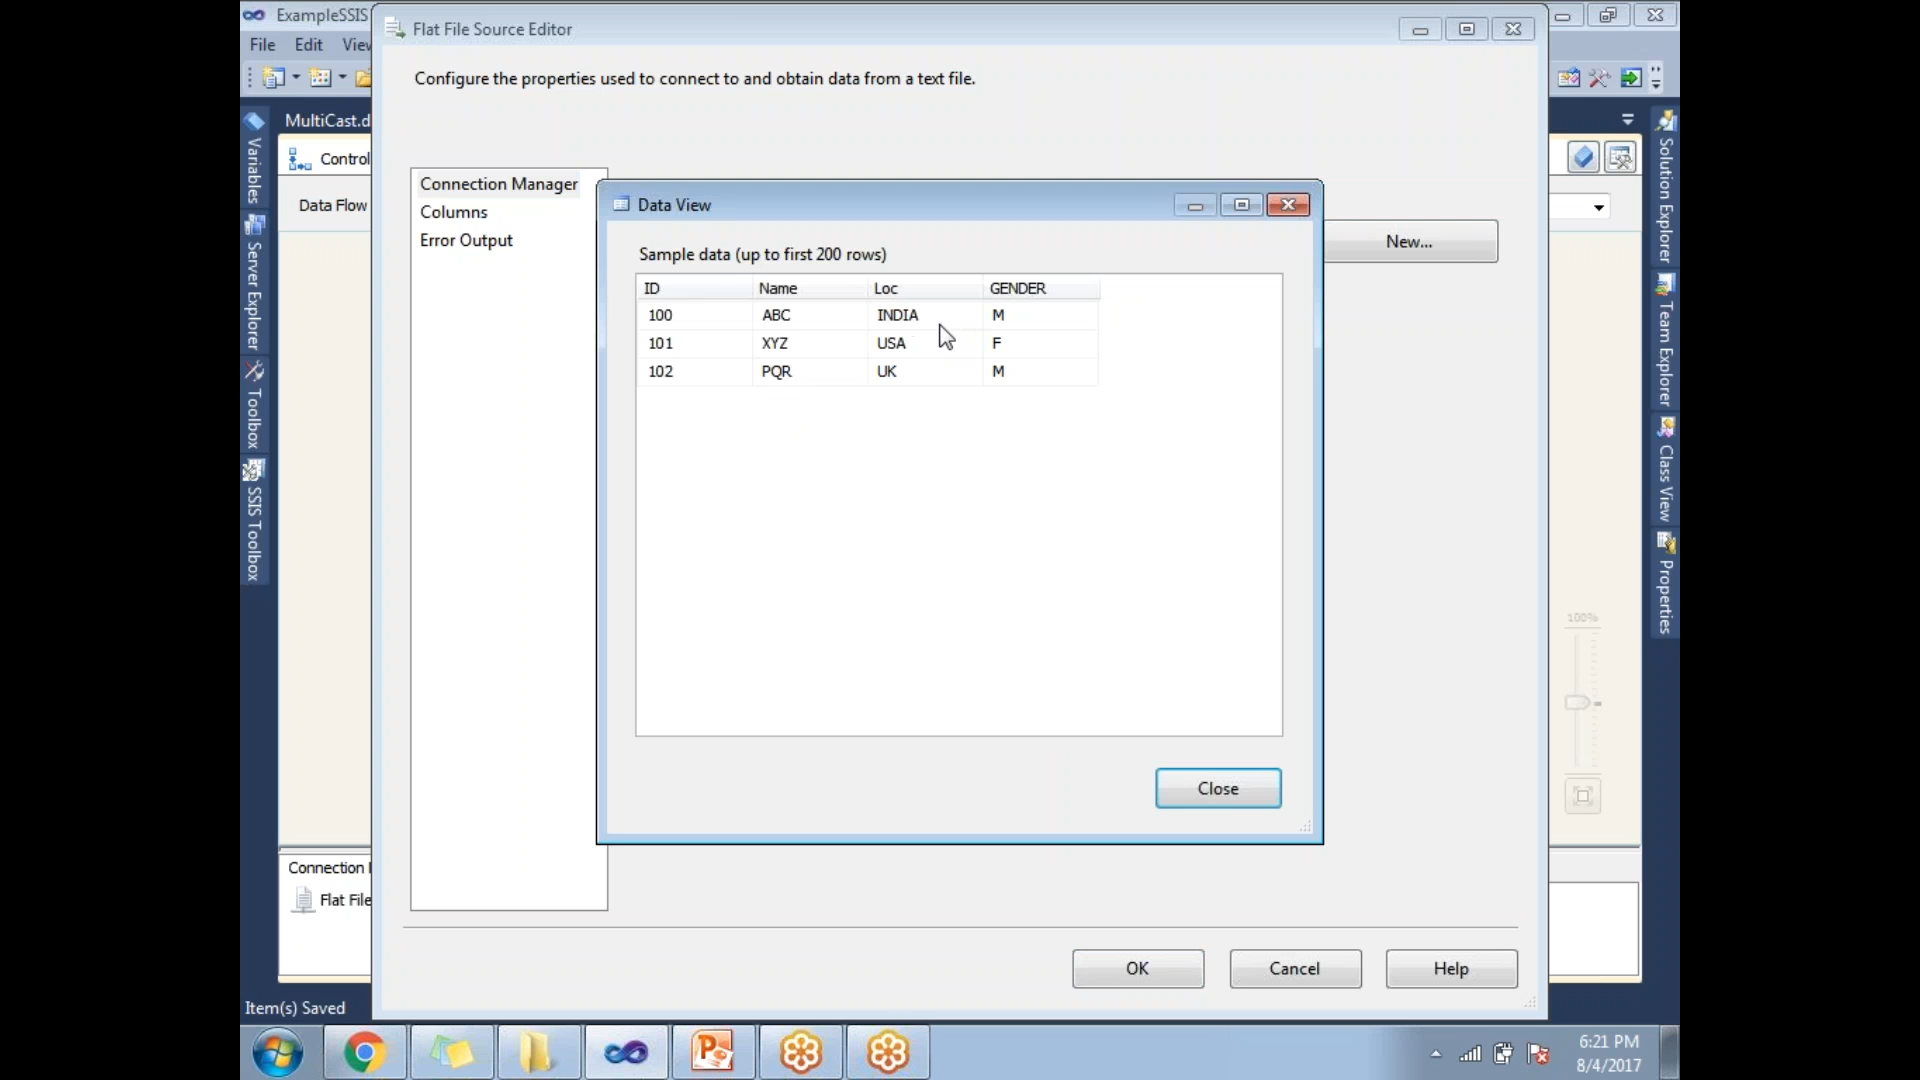 ExampleSSIS
File Edit View
MultiCast.d
Control
Data Flow
Variables
Server Explorer
Toolbox
SSIS Toolbox
Flat File Source Editor
Configure the properties used to connect to and obtain data from a text file.
Connection Manager
Columns
Error Output
New...
Data View
Sample data (up to first 200 rows)
ID Name Loc GENDER
100 ABC INDIA M
101 XYZ USA F
102 PQR UK M
Close
OK Cancel Help
Solution Explorer
Team Explorer
Class View
Properties
100%
Connection
Flat File
Item(s) Saved
6:21 PM
8/4/2017